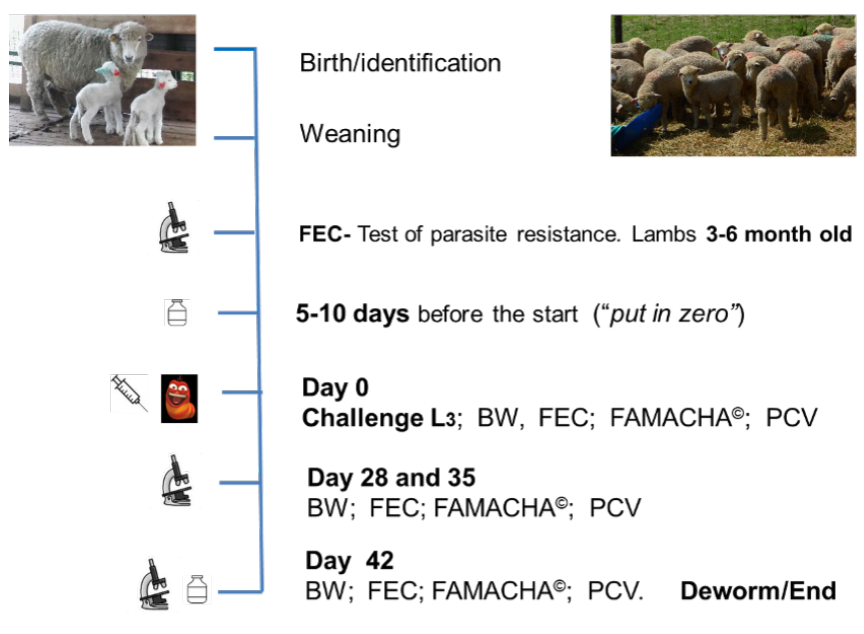 Birth/identification
Weaning
FEC- Test of parasite resistance. Lambs 3-6 month old
5-10 days before the start (“put in zero”)
Day 0
Challenge L3; BW, FEC; FAMACHA©; PCV
Day 28 and 35
BW; FEC; FAMACHA©; PCV
Day 42
BW; FEC; FAMACHA©; PCV. Deworm/End